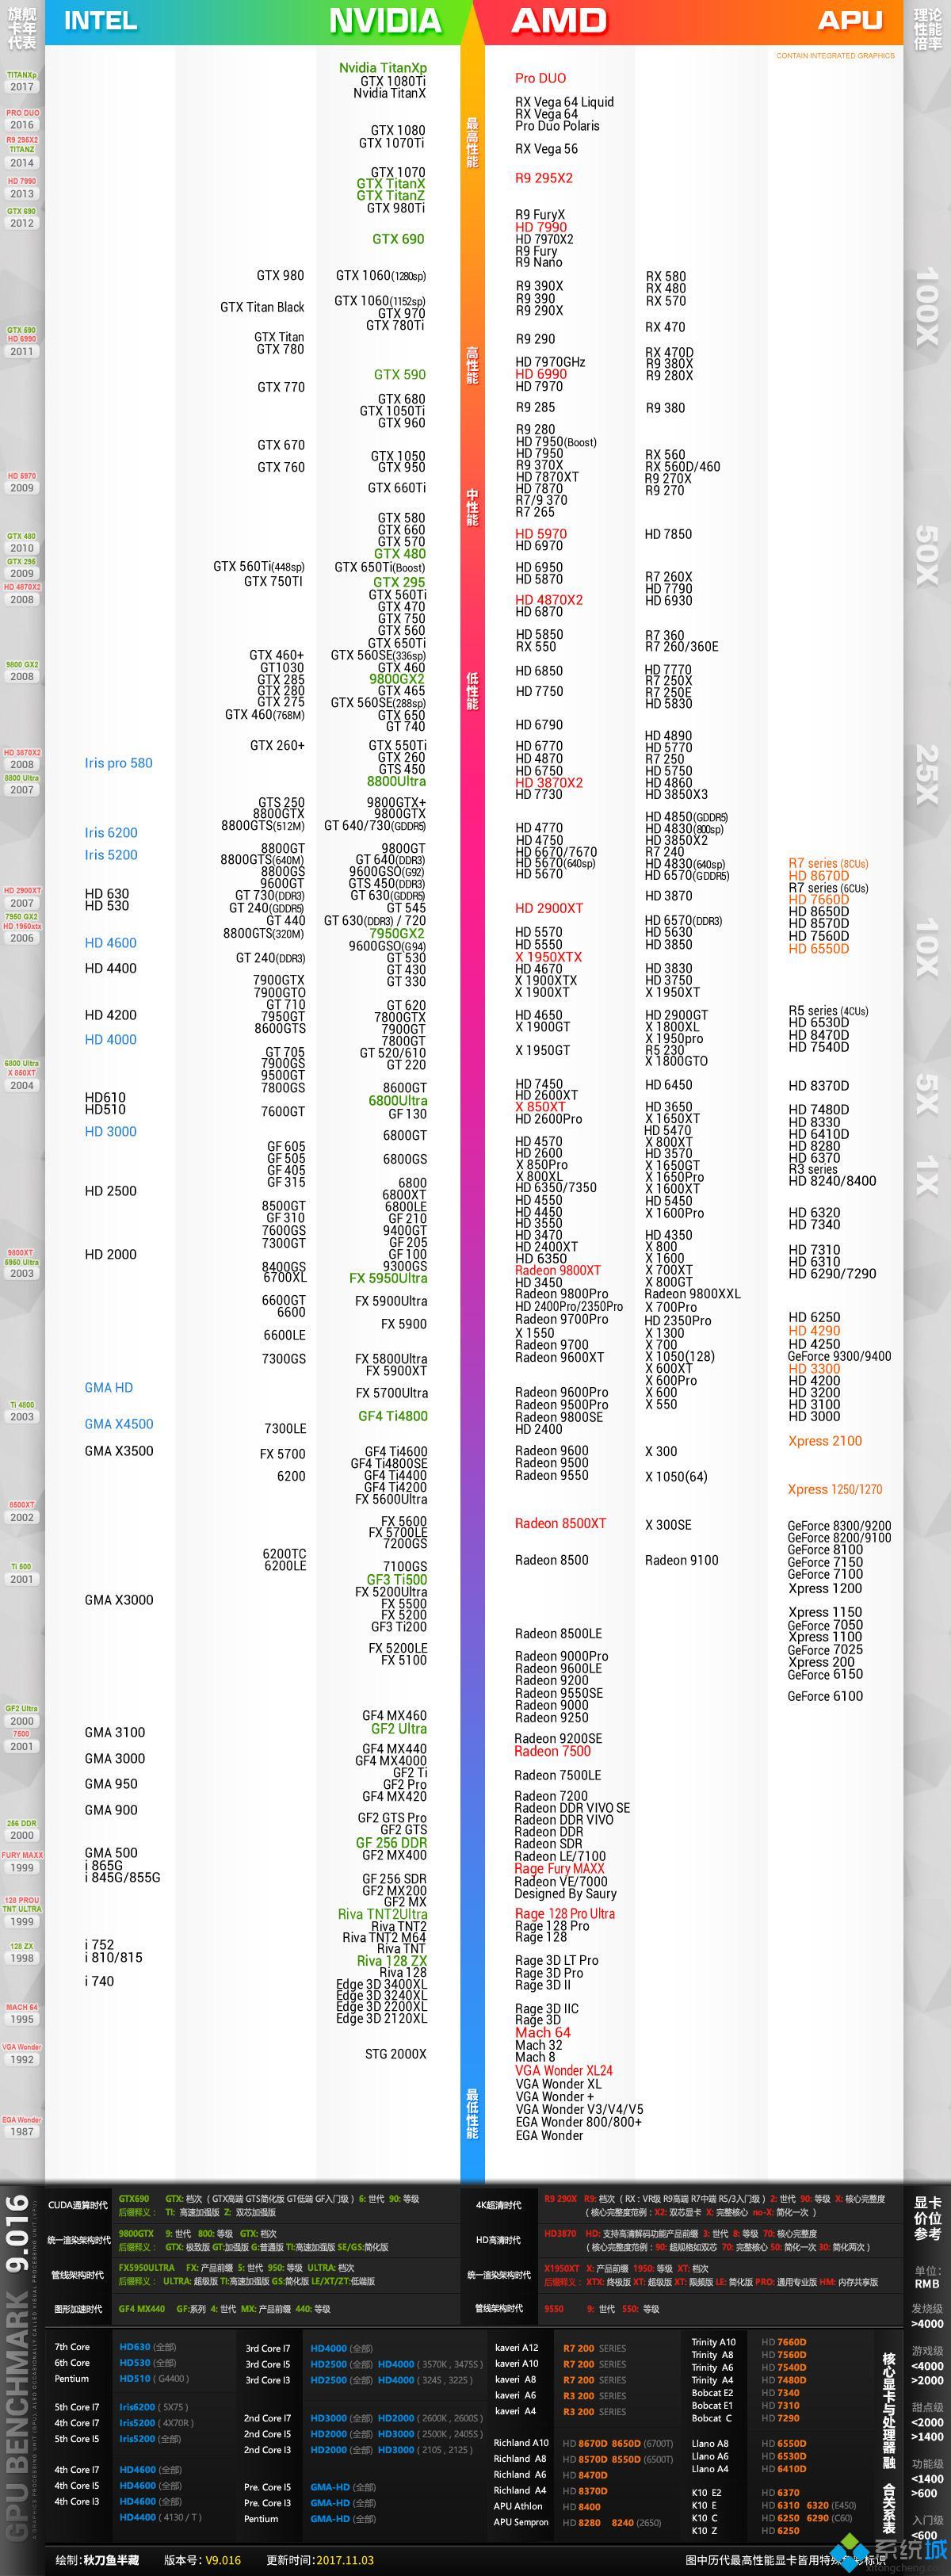 旗舰
卡年
代表
INTEL
NVIDIA
AMD
APU
理论
性能
倍率
CONTAIN INTEGRATED GRAPHICS
最高性能
高性能
中性能
低性能
最低性能
100X
50X
25X
10X
5X
1X
TITANXp
2017
PRO DUO
2016
R9 295X2
TITANZ
2014
HD 7990
2013
GTX 690
2012
GTX 590
HD 6990
2011
HD 5970
2009
GTX 480
2010
GTX 295
2009
HD 4870X2
2008
9800 GX2
2008
HD 3870X2
2008
8800 Ultra
2007
HD 2900XT
2007
7950 GX2
HD 1950xtx
2006
6800 Ultra
X 850XT
2004
9800XT
5950 Ultra
2003
Ti 4800
2003
8500XT
2002
Ti 500
2001
GF2 Ultra
2000
7500
2001
256 DDR
2000
FURY MAXX
1999
128 PROU
TNT ULTRA
1999
128 ZX
1998
MACH 64
1995
VGA Wonder
1992
EGA Wonder
1987
Iris pro 580
Iris 6200
Iris 5200
HD 630
HD 530
HD 4600
HD 4400
HD 4200
HD 4000
HD610
HD510
HD 3000
HD 2500
HD 2000
GMA HD
GMA X4500
GMA X3500
GMA X3000
GMA 3100
GMA 3000
GMA 950
GMA 900
GMA 500
i 865G
i 845G/855G
i 752
i 810/815
i 740
GTX 980
GTX Titan Black
GTX Titan
GTX 780
GTX 770
GTX 670
GTX 760
GTX 560Ti(448sp)
GTX 750TI
GTX 460+
GT1030
GTX 285
GTX 280
GTX 275
GTX 460(768M)
GTX 260+
GTS 250
8800GTX
8800GTS(512M)
8800GT
8800GTS(640M)
8800GS
9600GT
GT 730(DDR3)
GT 240(GDDR5)
GT 440
8800GTS(320M)
GT 240(DDR3)
7900GTX
7900GTO
GT 710
7950GT
8600GTS
GT 705
7900GS
9500GT
7800GS
7600GT
GF 605
GF 505
GF 405
GF 315
8500GT
GF 310
7600GS
7300GT
8400GS
6700XL
6600GT
6600
6600LE
7300GS
7300LE
FX 5700
6200
6200TC
6200LE
Nvidia TitanXp
GTX 1080Ti
Nvidia TitanX
GTX 1080
GTX 1070Ti
GTX 1070
GTX TitanX
GTX TitanZ
GTX 980Ti
GTX 690
GTX 1060(1280sp)
GTX 1060(1152sp)
GTX 970
GTX 780Ti
GTX 590
GTX 680
GTX 1050Ti
GTX 960
GTX 1050
GTX 950
GTX 660Ti
GTX 580
GTX 660
GTX 570
GTX 480
GTX 650Ti(Boost)
GTX 295
GTX 560Ti
GTX 470
GTX 750
GTX 560
GTX 650Ti
GTX 560SE(336sp)
GTX 460
9800GX2
GTX 465
GTX 560SE(288sp)
GTX 650
GT 740
GTX 550Ti
GTX 260
GTS 450
8800Ultra
9800GTX+
9800GTX
GT 640/730(GDDR5)
9800GT
GT 640(DDR3)
9600GSO(G92)
GTS 450(DDR3)
GT 630(GDDR5)
GT 545
GT 630(DDR3) / 720
7950GX2
9600GSO(G94)
GT 530
GT 430
GT 330
GT 620
7800GTX
7900GT
7800GT
GT 520/610
GT 220
8600GT
6800Ultra
GF 130
6800GT
6800GS
6800
6800XT
6800LE
GF 210
9400GT
GF 205
GF 100
9300GS
FX 5950Ultra
FX 5900Ultra
FX 5900
FX 5800Ultra
FX 5900XT
FX 5700Ultra
GF4 Ti4800
GF4 Ti4600
GF4 Ti4800SE
GF4 Ti4400
GF4 Ti4200
FX 5600Ultra
FX 5600
FX 5700LE
7200GS
7100GS
GF3 Ti500
FX 5200Ultra
FX 5500
FX 5200
GF3 Ti200
FX 5200LE
FX 5100
GF4 MX460
GF2 Ultra
GF4 MX440
GF4 MX4000
GF2 Ti
GF2 Pro
GF4 MX420
GF2 GTS Pro
GF2 GTS
GF 256 DDR
GF2 MX400
GF 256 SDR
GF2 MX200
GF2 MX
Riva TNT2Ultra
Riva TNT2
Riva TNT2 M64
Riva TNT
Riva 128 ZX
Riva 128
Edge 3D 3400XL
Edge 3D 3240XL
Edge 3D 2200XL
Edge 3D 2120XL
STG 2000X
Pro DUO
RX Vega 64 Liquid
RX Vega 64
Pro Duo Polaris
RX Vega 56
R9 295X2
R9 FuryX
HD 7990
HD 7970X2
R9 Fury
R9 Nano
R9 390X
R9 390
R9 290X
R9 290
HD 7970GHz
HD 6990
HD 7970
R9 285
R9 280
HD 7950(Boost)
HD 7950
R9 370X
HD 7870XT
HD 7870
R7/9 370
R7 265
HD 5970
HD 6970
HD 6950
HD 5870
HD 4870X2
HD 6870
HD 5850
RX 550
HD 6850
HD 7750
HD 6790
HD 6770
HD 4870
HD 6750
HD 3870X2
HD 7730
HD 4770
HD 4750
HD 6670/7670
HD 5670(640sp)
HD 5670
HD 2900XT
HD 5570
HD 5550
X 1950XTX
HD 4670
X 1900XTX
X 1900XT
HD 4650
X 1900GT
X 1950GT
HD 7450
HD 2600XT
X 850XT
HD 2600Pro
HD 4570
HD 2600
X 850Pro
X 800XL
HD 6350/7350
HD 4550
HD 4450
HD 3550
HD 3470
HD 2400XT
HD 6350
Radeon 9800XT
HD 3450
Radeon 9800Pro
HD 2400Pro/2350Pro
Radeon 9700Pro
X 1550
Radeon 9700
Radeon 9600XT
Radeon 9600Pro
Radeon 9500Pro
Radeon 9800SE
HD 2400
Radeon 9600
Radeon 9500
Radeon 9550
Radeon 8500XT
Radeon 8500
Radeon 8500LE
Radeon 9000Pro
Radeon 9600LE
Radeon 9200
Radeon 9550SE
Radeon 9000
Radeon 9250
Radeon 9200SE
Radeon 7500
Radeon 7500LE
Radeon 7200
Radeon DDR VIVO SE
Radeon DDR VIVO
Radeon DDR
Radeon SDR
Radeon LE/7100
Rage Fury MAXX
Radeon VE/7000
Designed By Saury
Rage 128 Pro Ultra
Rage 128 Pro
Rage 128
Rage 3D LT Pro
Rage 3D Pro
Rage 3D II
Rage 3D IIC
Rage 3D
Mach 64
Mach 32
Mach 8
VGA Wonder XL24
VGA Wonder XL
VGA Wonder +
VGA Wonder V3/V4/V5
EGA Wonder 800/800+
EGA Wonder
RX 580
RX 480
RX 570
RX 470
RX 470D
R9 380X
R9 280X
R9 380
RX 560
RX 560D/460
R9 270X
R9 270
HD 7850
R7 260X
HD 7790
HD 6930
R7 360
R7 260/360E
HD 7770
R7 250X
R7 250E
HD 5830
HD 4890
HD 5770
R7 250
HD 5750
HD 4860
HD 3850X3
HD 4850(GDDR5)
HD 4830(800sp)
HD 3850X2
R7 240
HD 4830(640sp)
HD 6570(GDDR5)
HD 3870
HD 6570(DDR3)
HD 5630
HD 3850
HD 3830
HD 3750
X 1950XT
HD 2900GT
X 1800XL
X 1950pro
R5 230
X 1800GTO
HD 6450
HD 3650
X 1650XT
HD 5470
X 800XT
HD 3570
X 1650GT
X 1650Pro
X 1600XT
HD 5450
X 1600Pro
HD 4350
X 800
X 1600
X 700XT
X 800GT
Radeon 9800XXL
X 700Pro
HD 2350Pro
X 1300
X 700
X 1050(128)
X 600XT
X 600Pro
X 600
X 550
X 300
X 1050(64)
X 300SE
Radeon 9100
R7 series (8CUs)
HD 8670D
R7 series (6CUs)
HD 7660D
HD 8650D
HD 8570D
HD 7560D
HD 6550D
R5 series (4CUs)
HD 6530D
HD 8470D
HD 7540D
HD 8370D
HD 7480D
HD 8330
HD 6410D
HD 8280
HD 6370
R3 series
HD 8240/8400
HD 6320
HD 7340
HD 7310
HD 6310
HD 6290/7290
HD 6250
HD 4290
HD 4250
GeForce 9300/9400
HD 3300
HD 4200
HD 3200
HD 3100
HD 3000
Xpress 2100
Xpress 1250/1270
GeForce 8300/9200
GeForce 8200/9100
GeForce 8100
GeForce 7150
GeForce 7100
Xpress 1200
Xpress 1150
GeForce 7050
Xpress 1100
GeForce 7025
Xpress 200
GeForce 6150
GeForce 6100
GPU BENCHMARK 9.016
CUDA通算时代
GTX690 GTX: 档次 ( GTX高端 GTS简化版 GT低端 GF入门级 ) 6: 世代 90: 等级
后缀释义： TI: 高速加强版 Z: 双芯加强版
统一渲染架构时代
9800GTX 9: 世代 800: 等级 GTX: 档次
后缀释义： GTX: 极致版 GT:加强版 G:普通版 TI:高速加强版 SE/GS:简化版
管线架构时代
FX5950ULTRA FX: 产品前缀 5: 世代 950: 等级 ULTRA: 档次
后缀释义： ULTRA: 超级版 TI:高速加强版 GS:简化版 LE/XT/ZT:低端版
图形加速时代
GF4 MX440 GF:系列 4: 世代 MX: 产品前缀 440: 等级
4K超清时代
R9 290X R9: 档次 ( RX：VR级 R9高端 R7中端 R5/3入门级 ) 2: 世代 90: 等级 X: 核心完整度
( 核心完整度范例：X2: 双芯显卡 X: 完整核心 no-X: 简化一次 )
HD高清时代
HD3870 HD: 支持高清解码功能产品前缀 3: 世代 8: 等级 70: 核心完整度
( 核心完整度范例：90: 超规格如双芯 70: 完整核心 50: 简化一次 30: 简化两次 )
统一渲染架构时代
X1950XT X: 产品前缀 1950: 等级 XT: 档次
后缀释义：XTX: 终极版 XT: 超级版 XT: 限频版 LE: 简化版 PRO: 通用专业版 HM: 内存共享版
管线架构时代
9550 9: 世代 550: 等级
显卡
价位
参考
单位：
RMB
发烧级
>4000
游戏级
<4000
>2000
甜点级
<2000
>1400
功能级
<1400
>600
入门级
<600
7th Core HD630 (全部)
6th Core HD530 (全部)
Pentium HD510 ( G4400 )
5th Core I7 Iris6200 ( 5X75 )
4th Core I7 Iris5200 ( 4X70R )
5th Core I5 Iris5200 (全部)
4th Core I7 HD4600 (全部)
4th Core I5 HD4600 (全部)
4th Core I3 HD4600 (全部)
HD4400 ( 4130 / T )
3rd Core I7 HD4000 (全部)
3rd Core I5 HD2500 (全部) HD4000 ( 3570K , 3475S )
3rd Core I3 HD2500 (全部) HD4000 ( 3245 , 3225 )
2nd Core I7 HD3000 (全部) HD2000 ( 2600K , 2600S )
2nd Core I5 HD2000 (全部) HD3000 ( 2500K , 2405S )
2nd Core I3 HD2000 (全部) HD3000 ( 2105 , 2125 )
Pre. Core I5 GMA-HD (全部)
Pre. Core I3 GMA-HD (全部)
Pentium GMA-HD (全部)
kaveri A12 R7 200 SERIES
kaveri A10 R7 200 SERIES
kaveri A8 R7 200 SERIES
kaveri A6 R3 200 SERIES
kaveri A4 R3 200 SERIES
Richland A10 HD 8670D 8650D (6700T)
Richland A8 HD 8570D 8550D (6500T)
Richland A6 HD 8470D
Richland A4 HD 8370D
APU Athlon HD 8400
APU Sempron HD 8280 8240 (2650)
Trinity A10 HD 7660D
Trinity A8 HD 7560D
Trinity A6 HD 7540D
Trinity A4 HD 7480D
Bobcat E2 HD 7340
Bobcat E1 HD 7310
Bobcat C HD 7290
Llano A8 HD 6550D
Llano A6 HD 6530D
Llano A4 HD 6410D
K10 E2 HD 6370
K10 E HD 6310 6320 (E450)
K10 C HD 6250 6290 (C60)
K10 Z HD 6250
核心显卡与处理器融合关系表
绘制：秋刀鱼半藏 版本号：V9.016 更新时间：2017.11.03
图中历代最高性能显卡皆用特殊色彩标识
系统城
xitongcheng.com